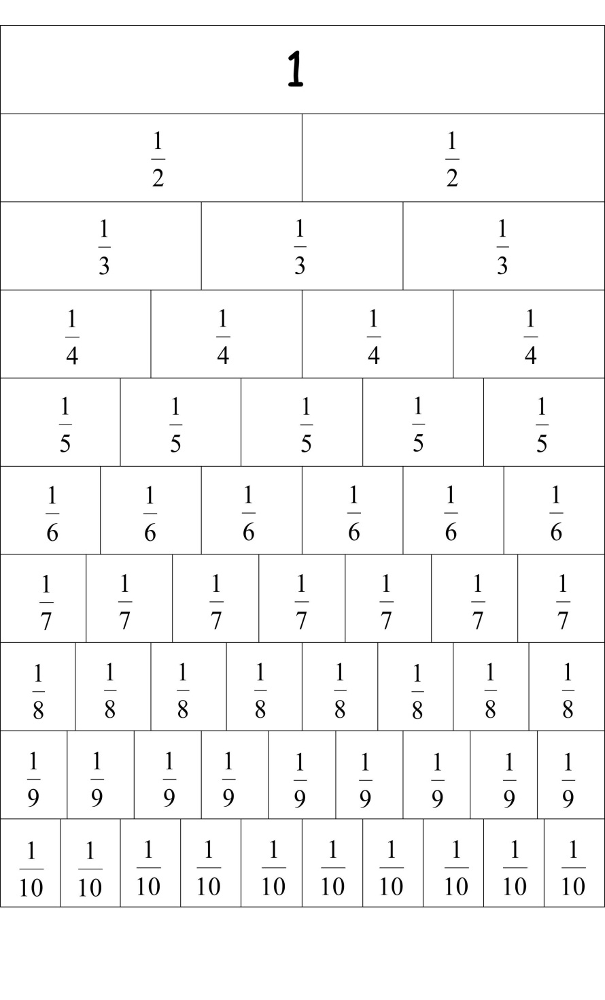 1
1/2 1/2
1/3 1/3 1/3
1/4 1/4 1/4 1/4
1/5 1/5 1/5 1/5 1/5
1/6 1/6 1/6 1/6 1/6 1/6
1/7 1/7 1/7 1/7 1/7 1/7 1/7
1/8 1/8 1/8 1/8 1/8 1/8 1/8 1/8
1/9 1/9 1/9 1/9 1/9 1/9 1/9 1/9 1/9
1/10 1/10 1/10 1/10 1/10 1/10 1/10 1/10 1/10 1/10